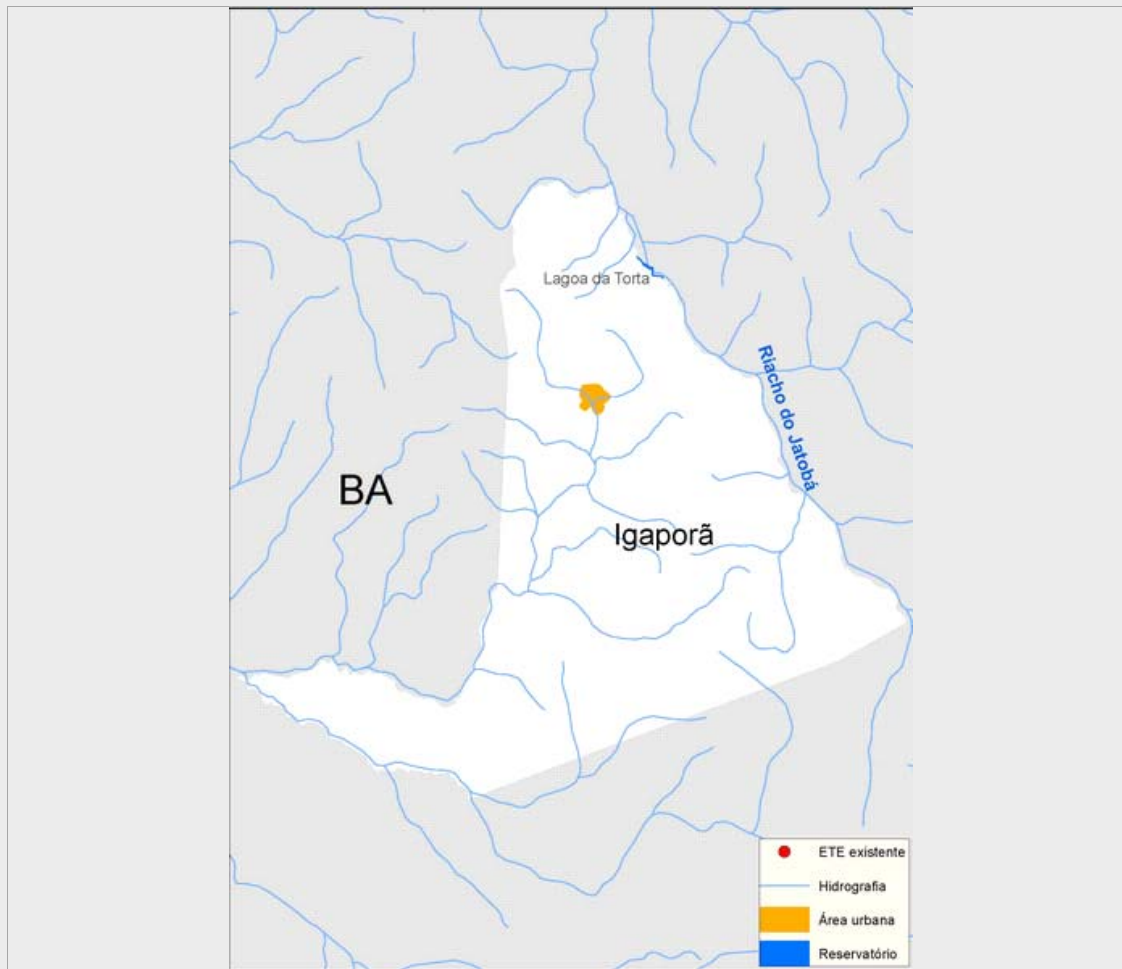 Lagoa da Torta
Riacho do Jatobá
BA
Igaporã
ETE existente
Hidrografia
Área urbana
Reservatório